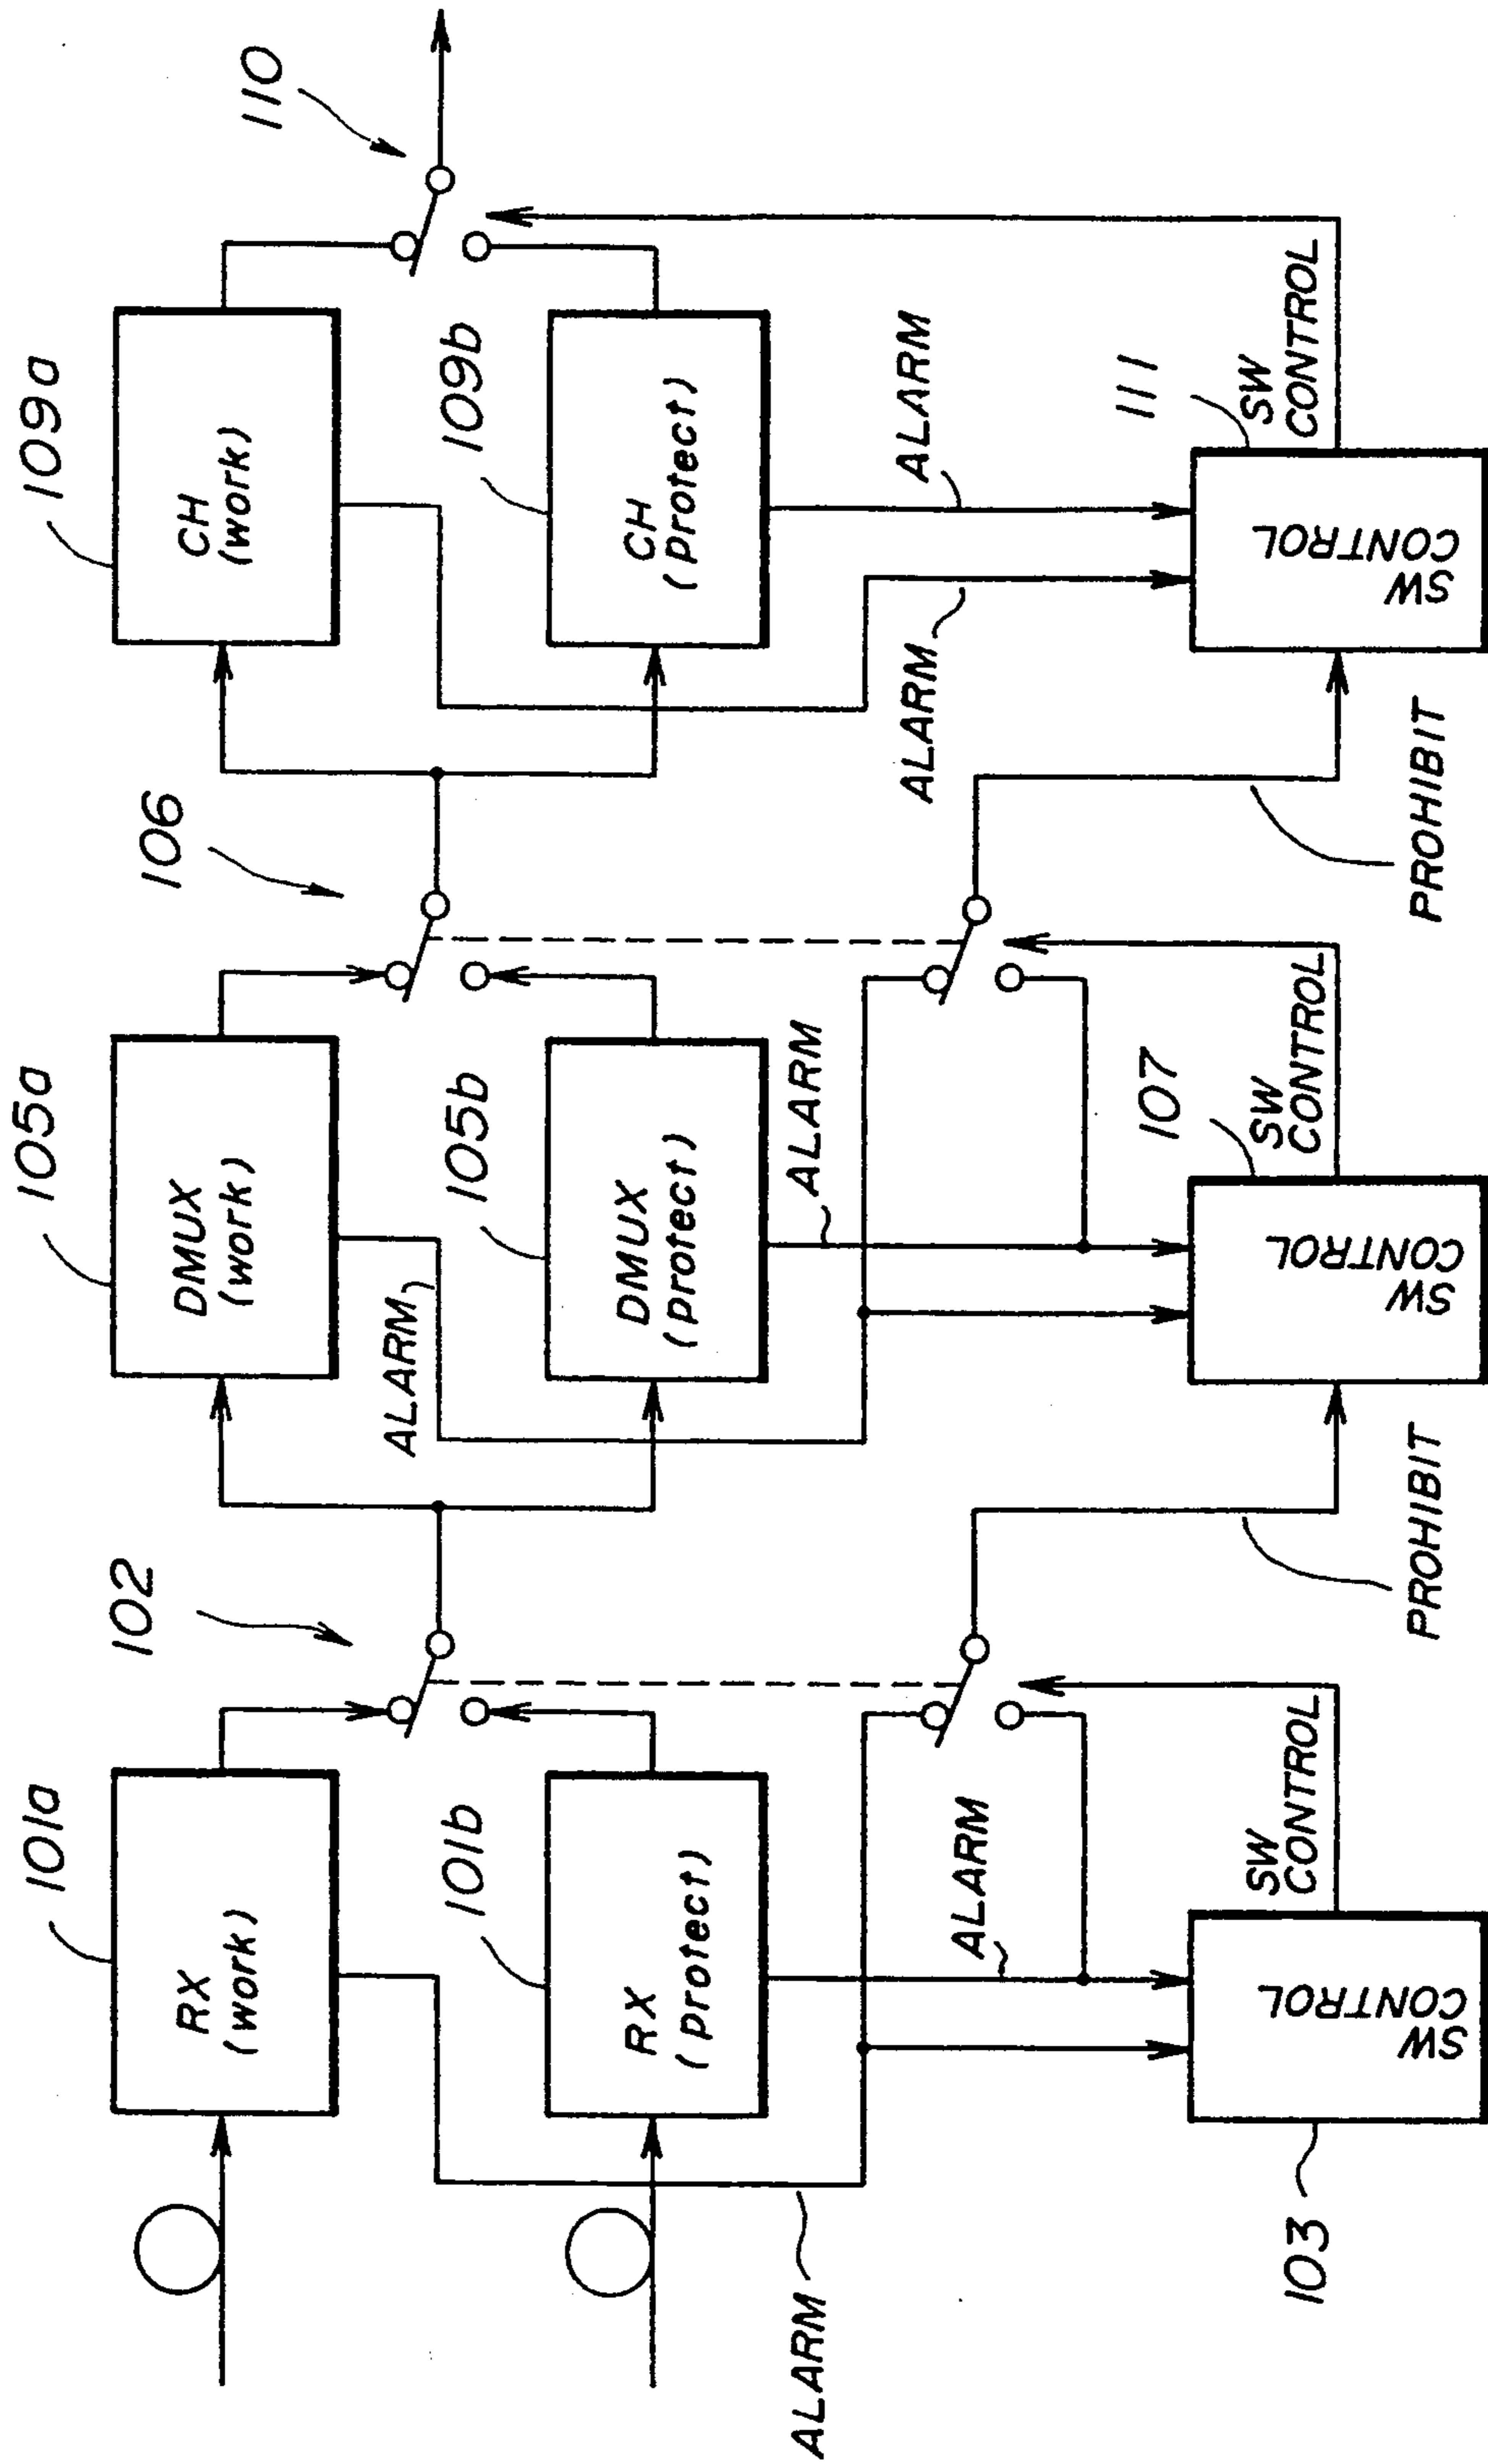 101a
RX
(work)
102
105a
DMUX
(work)
106
109a
CH
(work)
110
101b
RX
(protect)
ALARM
105b
DMUX
(protect)
109b
CH
(protect)
ALARM
ALARM
ALARM
ALARM
ALARM
103
SW
CONTROL
SW
CONTROL
PROHIBIT
107
SW
CONTROL
SW
CONTROL
PROHIBIT
111
SW
CONTROL
SW
CONTROL